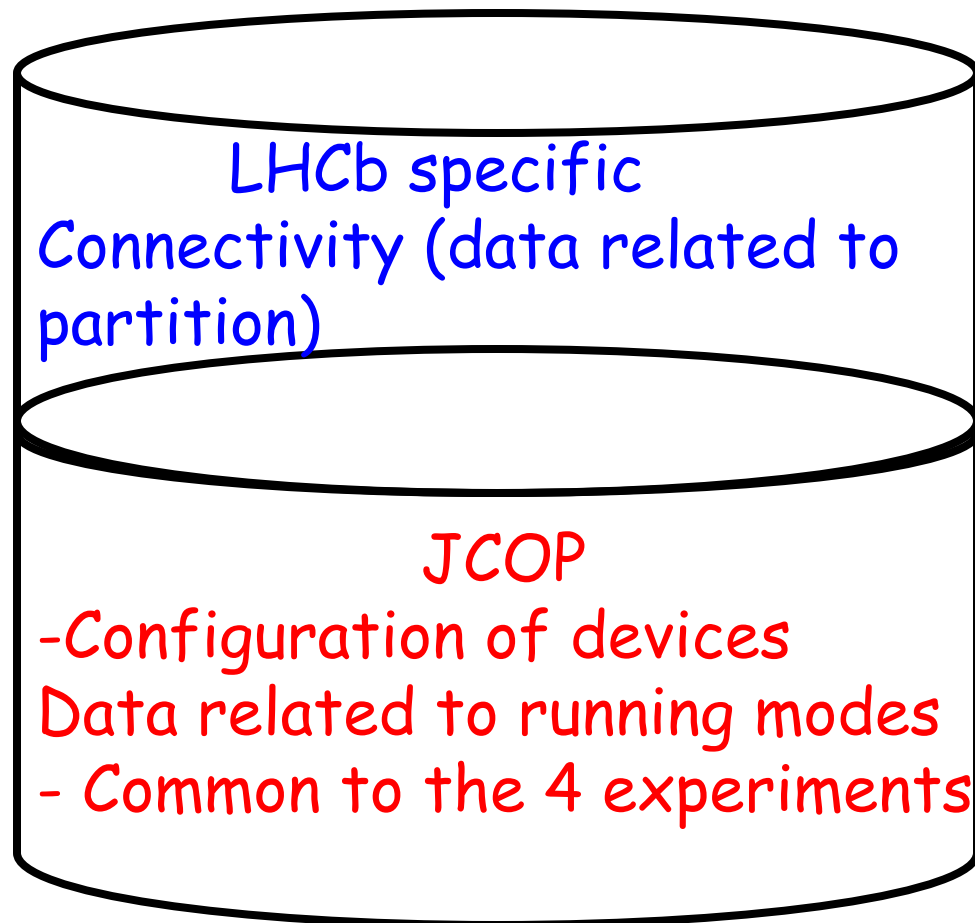 LHCb specific
Connectivity (data related to
partition)
JCOP
-Configuration of devices
Data related to running modes
- Common to the 4 experiments